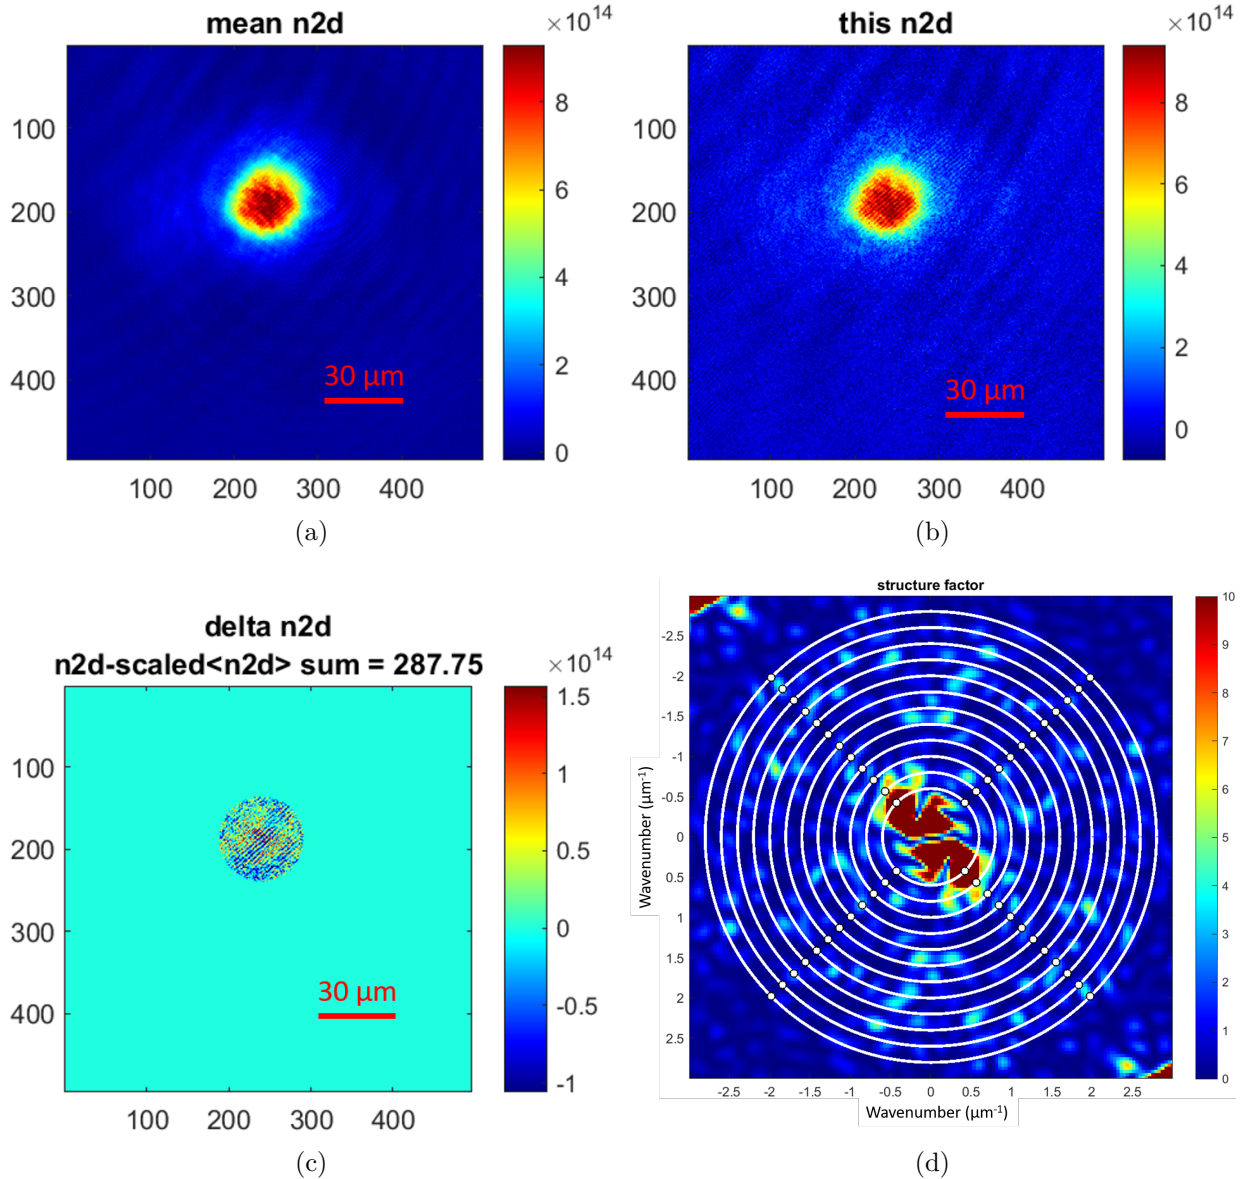 mean n2d
×10^14
8
6
4
2
0
100
200
300
400
30 µm
100 200 300 400
(a)
this n2d
×10^14
8
6
4
2
0
100
200
300
400
30 µm
100 200 300 400
(b)
delta n2d
n2d-scaled<n2d> sum = 287.75
×10^14
1.5
1
0.5
0
-0.5
-1
100
200
300
400
30 µm
100 200 300 400
(c)
structure factor
10
9
8
7
6
5
4
3
2
1
0
-2.5
-2
-1.5
-1
-0.5
0
0.5
1
1.5
2
2.5
Wavenumber (µm-1)
-2.5 -2 -1.5 -1 -0.5 0 0.5 1 1.5 2 2.5
Wavenumber (µm-1)
(d)